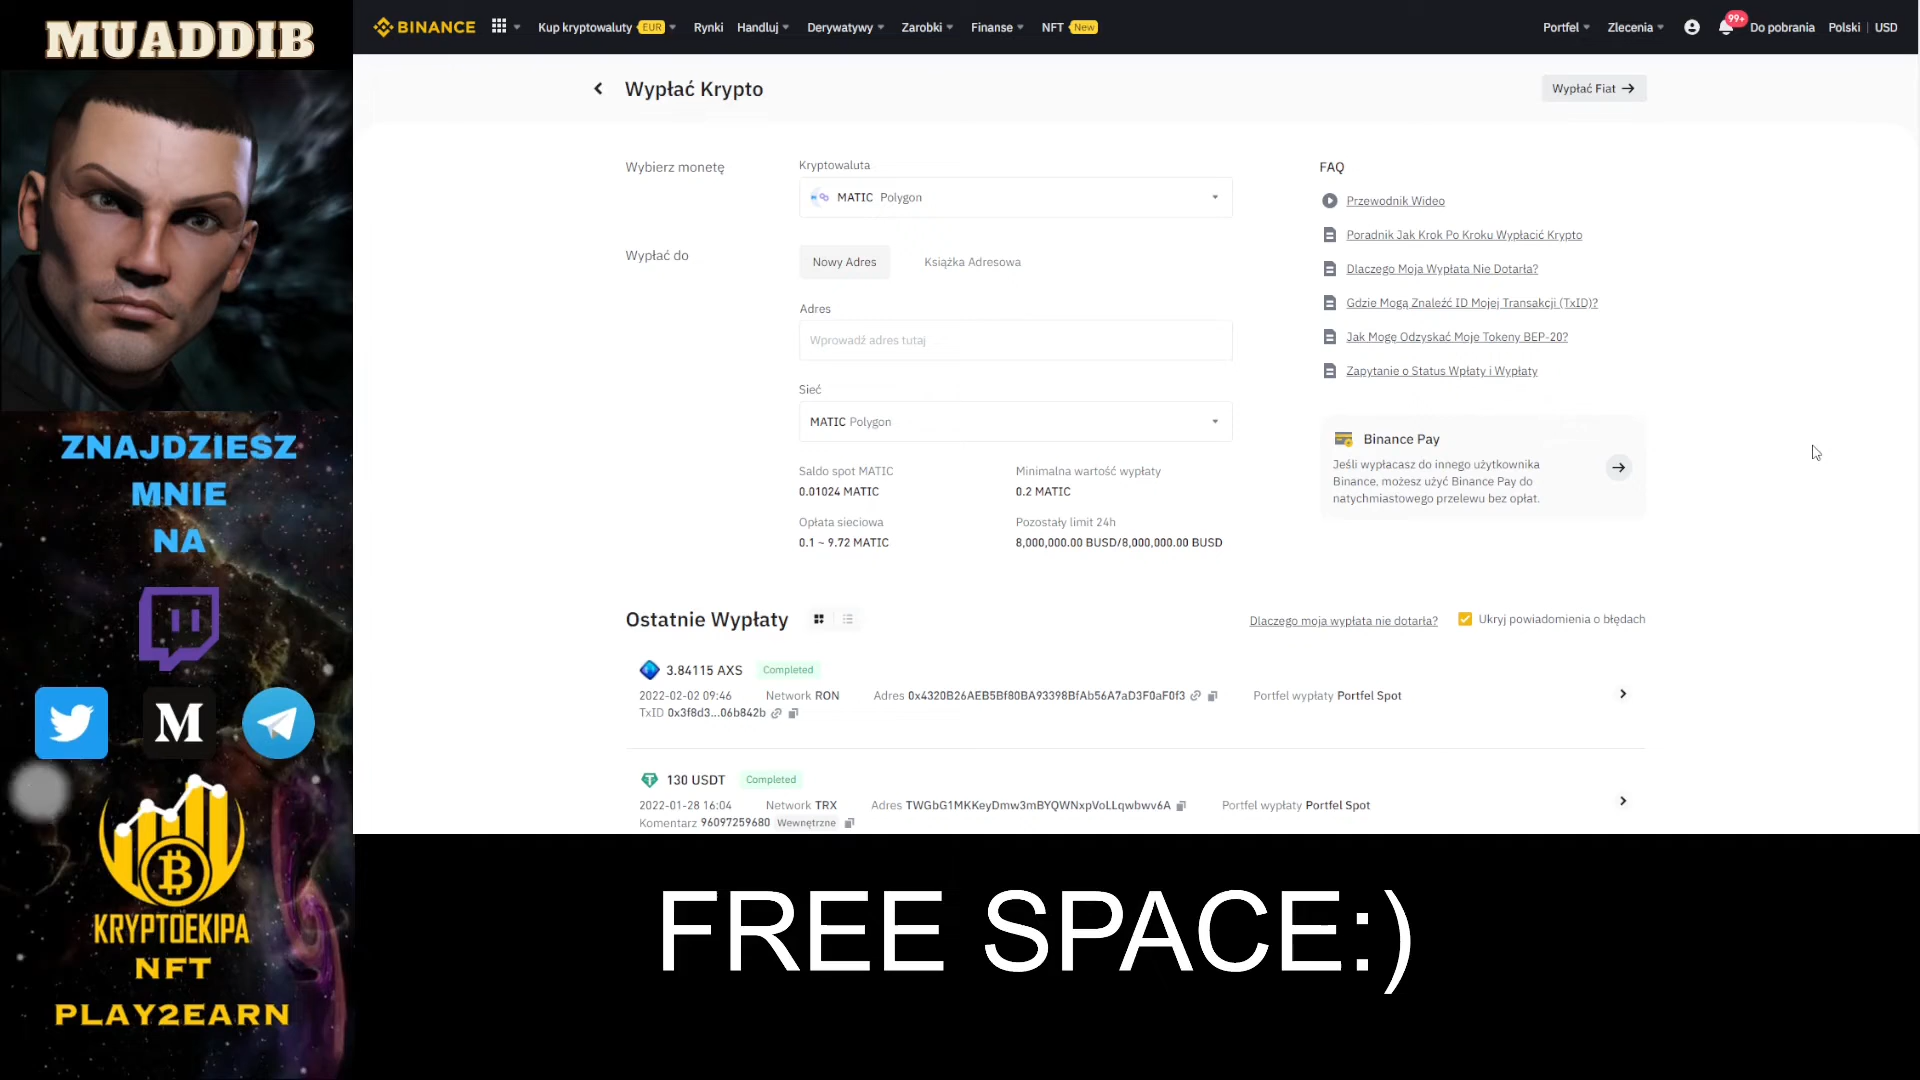 MUADDIB
ZNAJDZIESZ
MNIE
NA
M
KRYPTOEKIPA
NFT
PLAY2EARN
BINANCE
Kup kryptowaluty EUR
Rynki
Handluj
Derywatywy
Zarobki
Finanse
NFT New
Portfel
Zlecenia
99+
Do pobrania
Polski | USD
Wypłać Krypto
Wypłać Fiat →
Wybierz monetę
Kryptowaluta
MATIC Polygon
Wypłać do
Nowy Adres
Książka Adresowa
Adres
Wprowadź adres tutaj
Sieć
MATIC Polygon
Saldo spot MATIC
0.01024 MATIC
Minimalna wartość wypłaty
0.2 MATIC
Opłata sieciowa
0.1 ~ 9.72 MATIC
Pozostały limit 24h
8,000,000.00 BUSD/8,000,000.00 BUSD
FAQ
Przewodnik Wideo
Poradnik Jak Krok Po Kroku Wypłacić Krypto
Dlaczego Moja Wypłata Nie Dotarła?
Gdzie Mogą Znaleźć ID Mojej Transakcji (TxID)?
Jak Mogę Odzyskać Moje Tokeny BEP-20?
Zapytanie o Status Wpłaty i Wypłaty
Binance Pay
Jeśli wypłacasz do innego użytkownika
Binance, możesz użyć Binance Pay do
natychmiastowego przelewu bez opłat.
Ostatnie Wypłaty
Dlaczego moja wypłata nie dotarła?
Ukryj powiadomienia o błędach
3.84115 AXS Completed
2022-02-02 09:46 Network RON Adres 0x4320B26AEB5Bf80BA93398BfAb56A7aD3F0aF0f3 Portfel wypłaty Portfel Spot
TxID 0x3f8d3...06b842b
130 USDT Completed
2022-01-28 16:04 Network TRX Adres TWGbG1MKKeyDmw3mBYQWNxpVoLLqwbwv6A Portfel wypłaty Portfel Spot
Komentarz 96097259680 Wewnętrzne
FREE SPACE:)